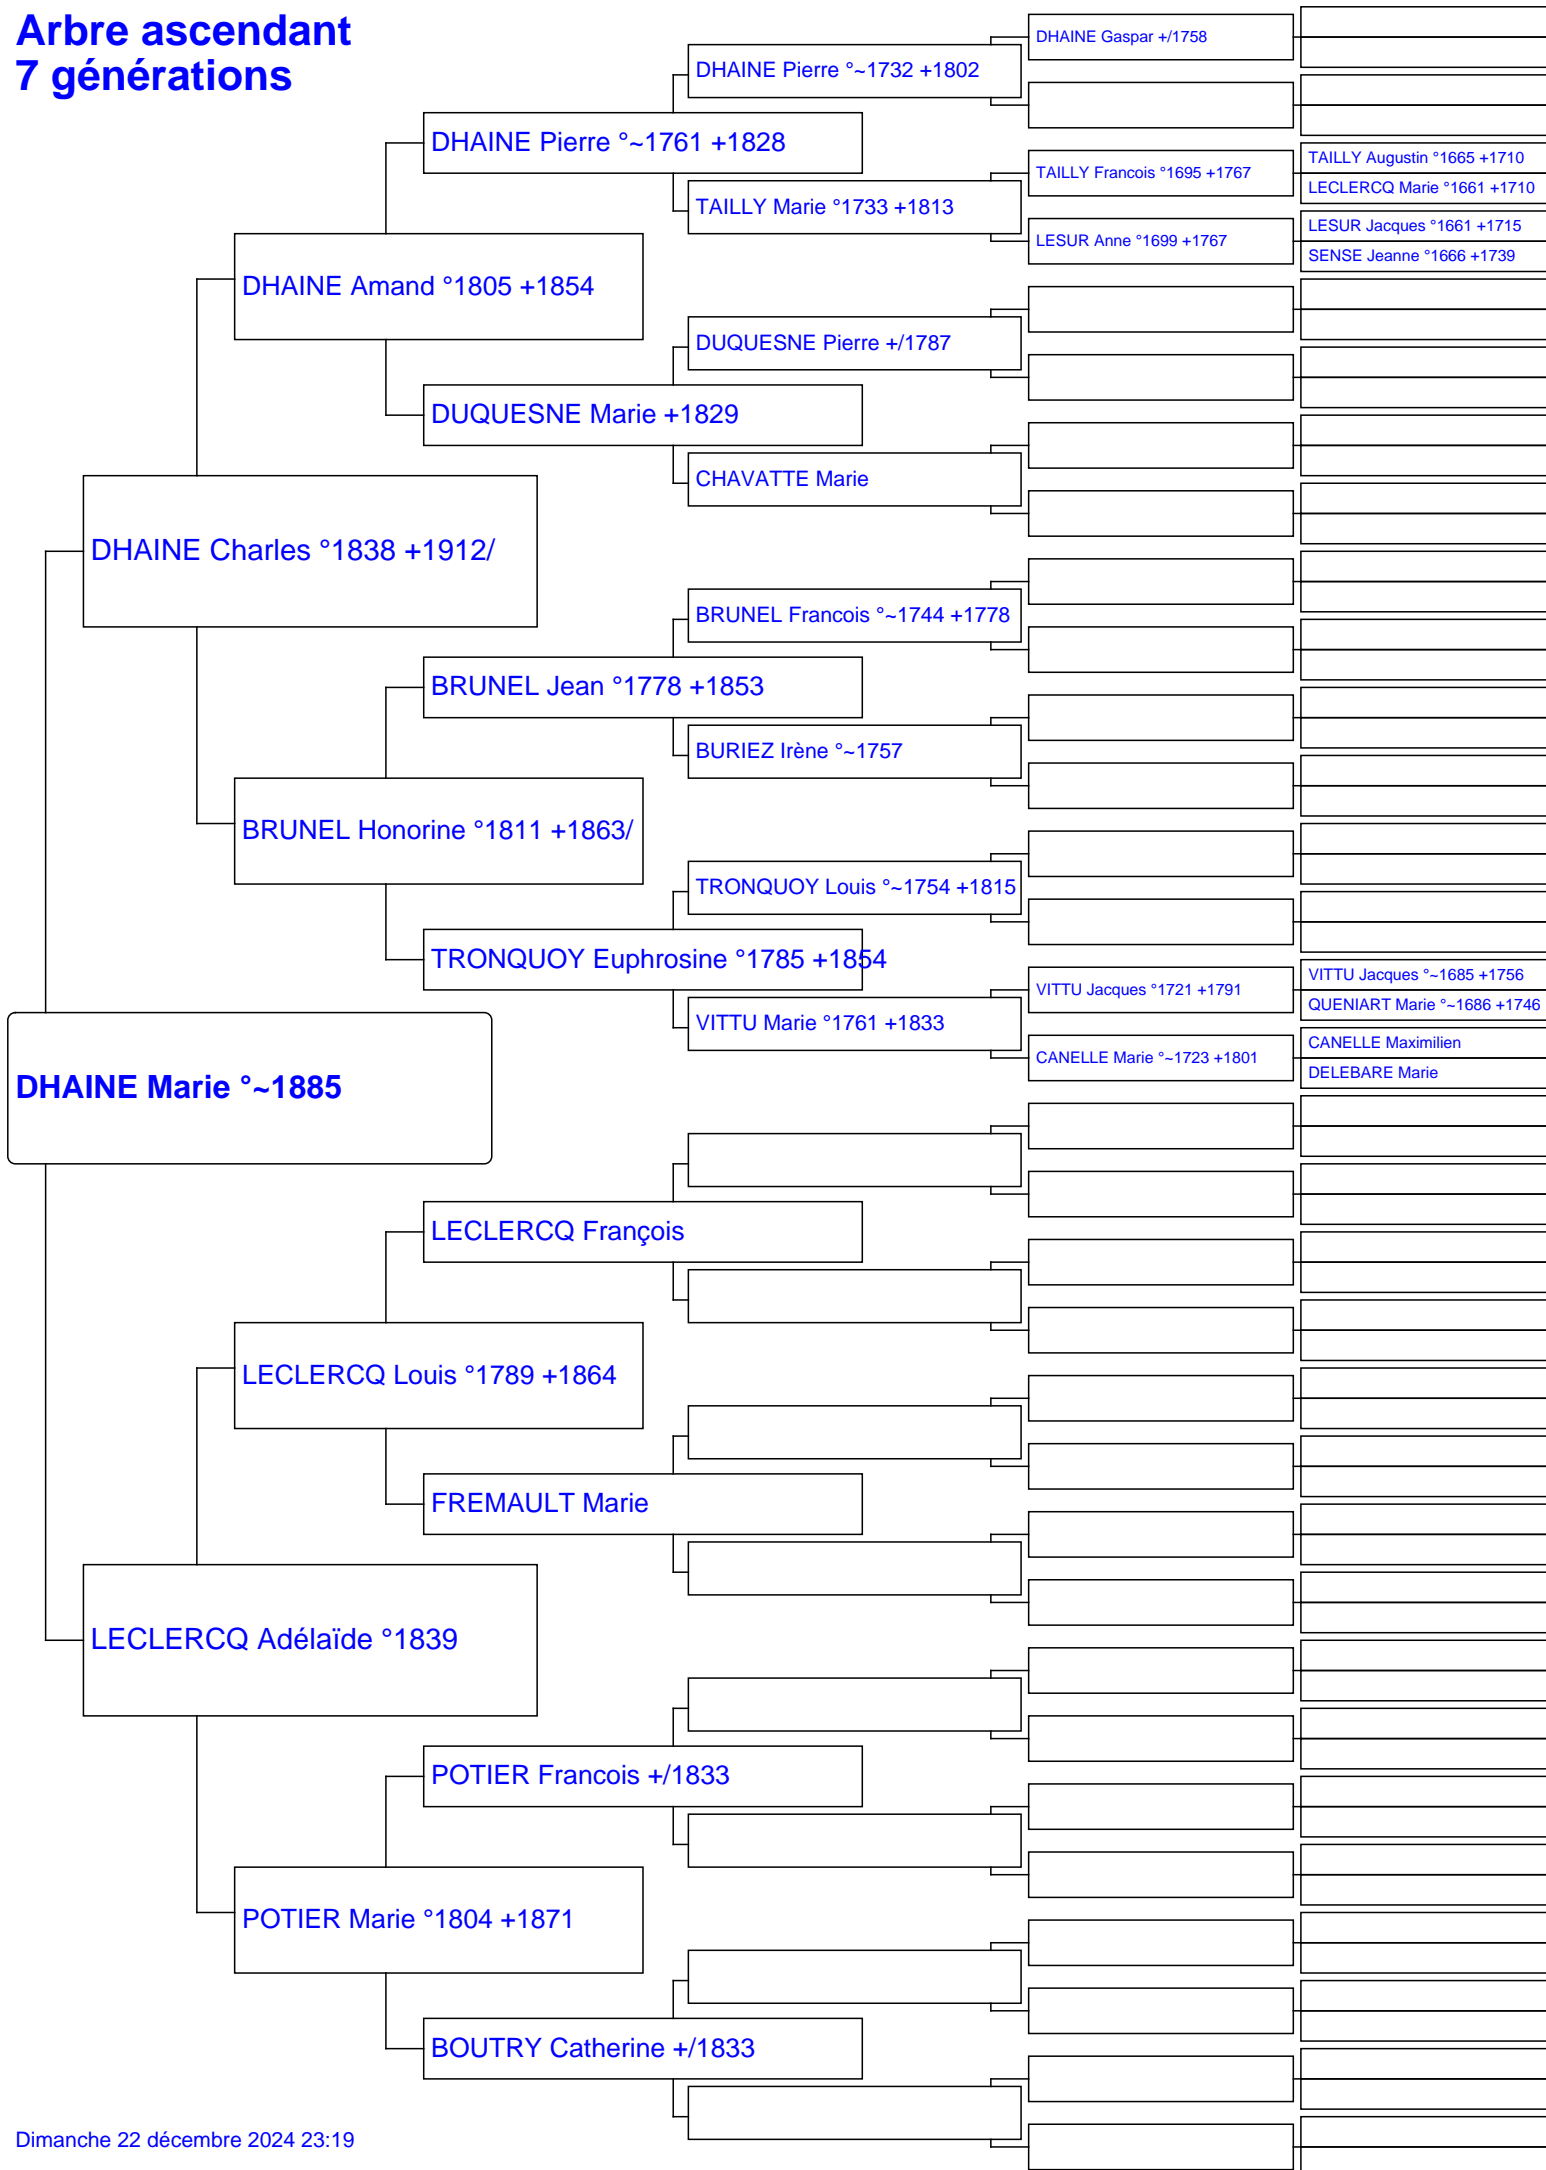 Arbre ascendant
7 générations
DHAINE Marie °~1885
DHAINE Charles °1838 +1912/
LECLERCQ Adélaïde °1839
DHAINE Amand °1805 +1854
BRUNEL Honorine °1811 +1863/
LECLERCQ Louis °1789 +1864
POTIER Marie °1804 +1871
DHAINE Pierre °~1761 +1828
DUQUESNE Marie +1829
BRUNEL Jean °1778 +1853
TRONQUOY Euphrosine °1785 +1854
LECLERCQ François
FREMAULT Marie
POTIER Francois +/1833
BOUTRY Catherine +/1833
DHAINE Pierre °~1732 +1802
TAILLY Marie °1733 +1813
DUQUESNE Pierre +/1787
CHAVATTE Marie
BRUNEL Francois °~1744 +1778
BURIEZ Irène °~1757
TRONQUOY Louis °~1754 +1815
VITTU Marie °1761 +1833
DHAINE Gaspar +/1758
TAILLY Francois °1695 +1767
LESUR Anne °1699 +1767
VITTU Jacques °1721 +1791
CANELLE Marie °~1723 +1801
TAILLY Augustin °1665 +1710
LECLERCQ Marie °1661 +1710
LESUR Jacques °1661 +1715
SENSE Jeanne °1666 +1739
VITTU Jacques °~1685 +1756
QUENIART Marie °~1686 +1746
CANELLE Maximilien
DELEBARE Marie
Dimanche 22 décembre 2024 23:19